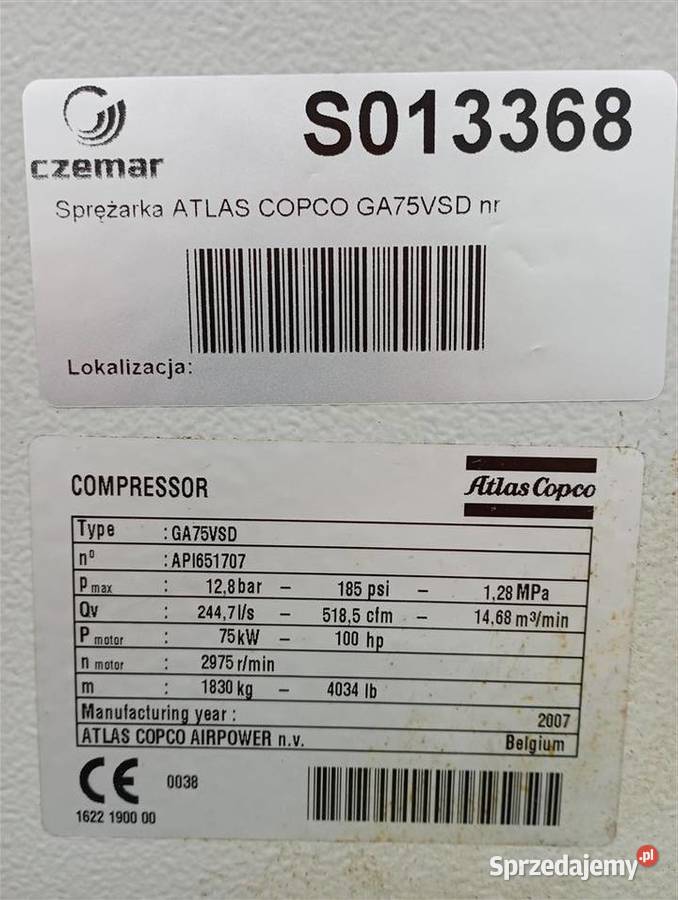 czemar
S013368
Sprężarka ATLAS COPCO GA75VSD nr
Lokalizacja:
COMPRESSOR
Atlas Copco
Type : GA75VSD
nº : API651707
P max : 12,8 bar – 185 psi – 1,28 MPa
Qv : 244,7 l/s – 518,5 cfm – 14,68 m³/min
P motor : 75 kW – 100 hp
n motor : 2975 r/min
m : 1830 kg – 4034 lb
Manufacturing year : 2007
ATLAS COPCO AIRPOWER n.v. Belgium
CE 0038
1622 1900 00
Sprzedajemy.pl